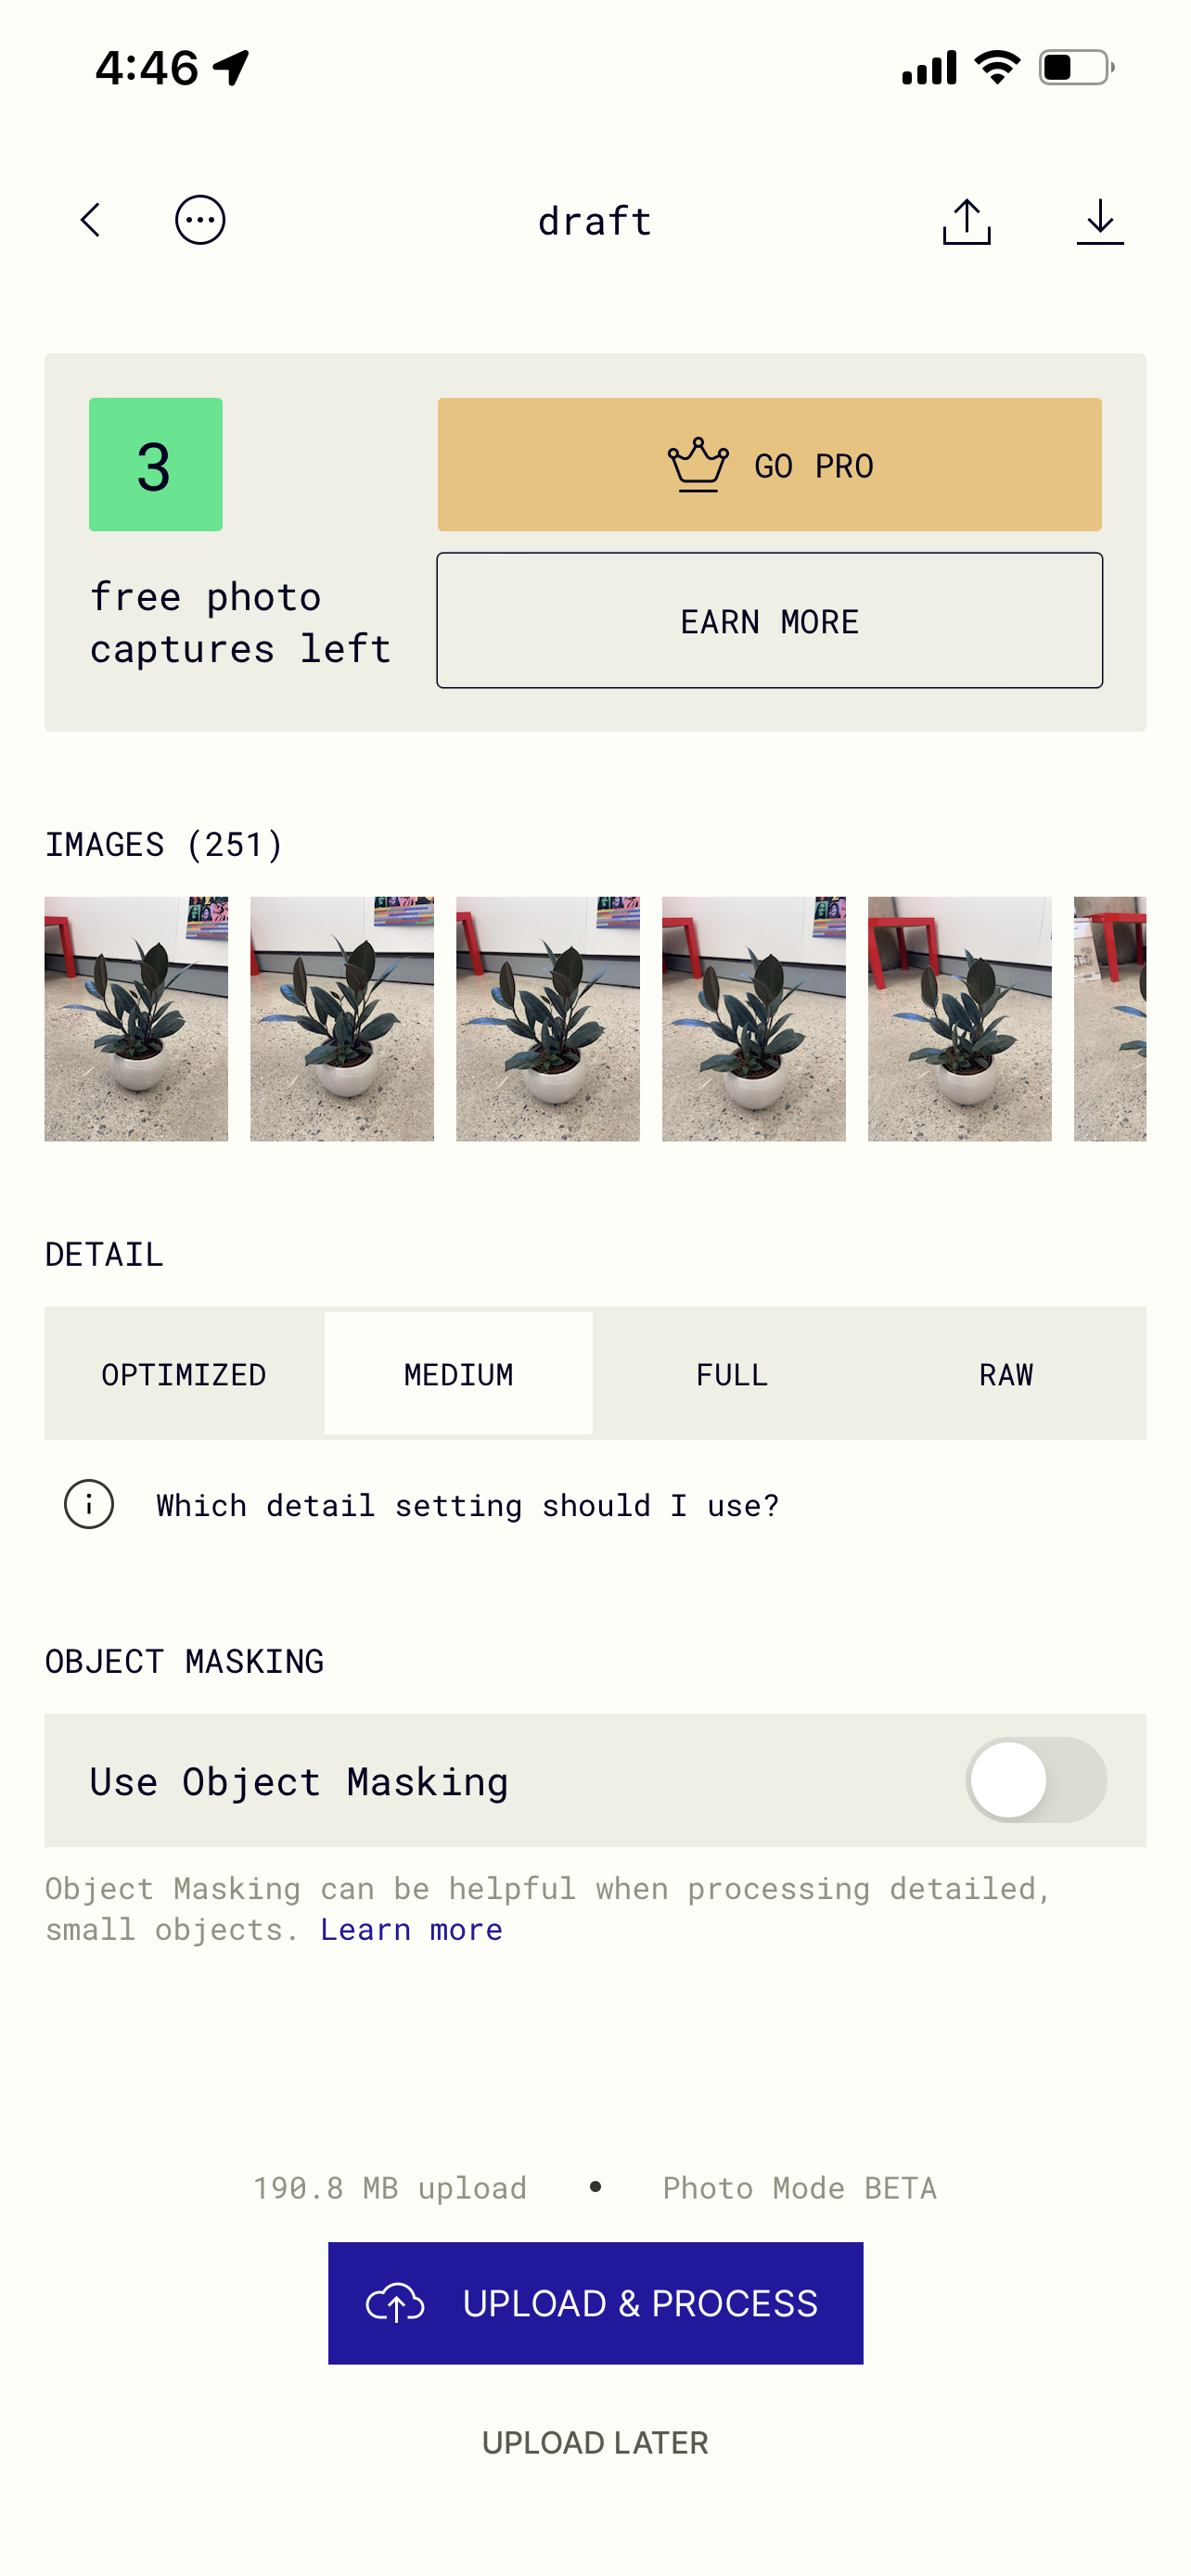 4:46
draft
3
GO PRO
free photo
captures left
EARN MORE
IMAGES (251)
DETAIL
OPTIMIZED MEDIUM FULL RAW
Which detail setting should I use?
OBJECT MASKING
Use Object Masking
Object Masking can be helpful when processing detailed,
small objects. Learn more
190.8 MB upload • Photo Mode BETA
UPLOAD & PROCESS
UPLOAD LATER